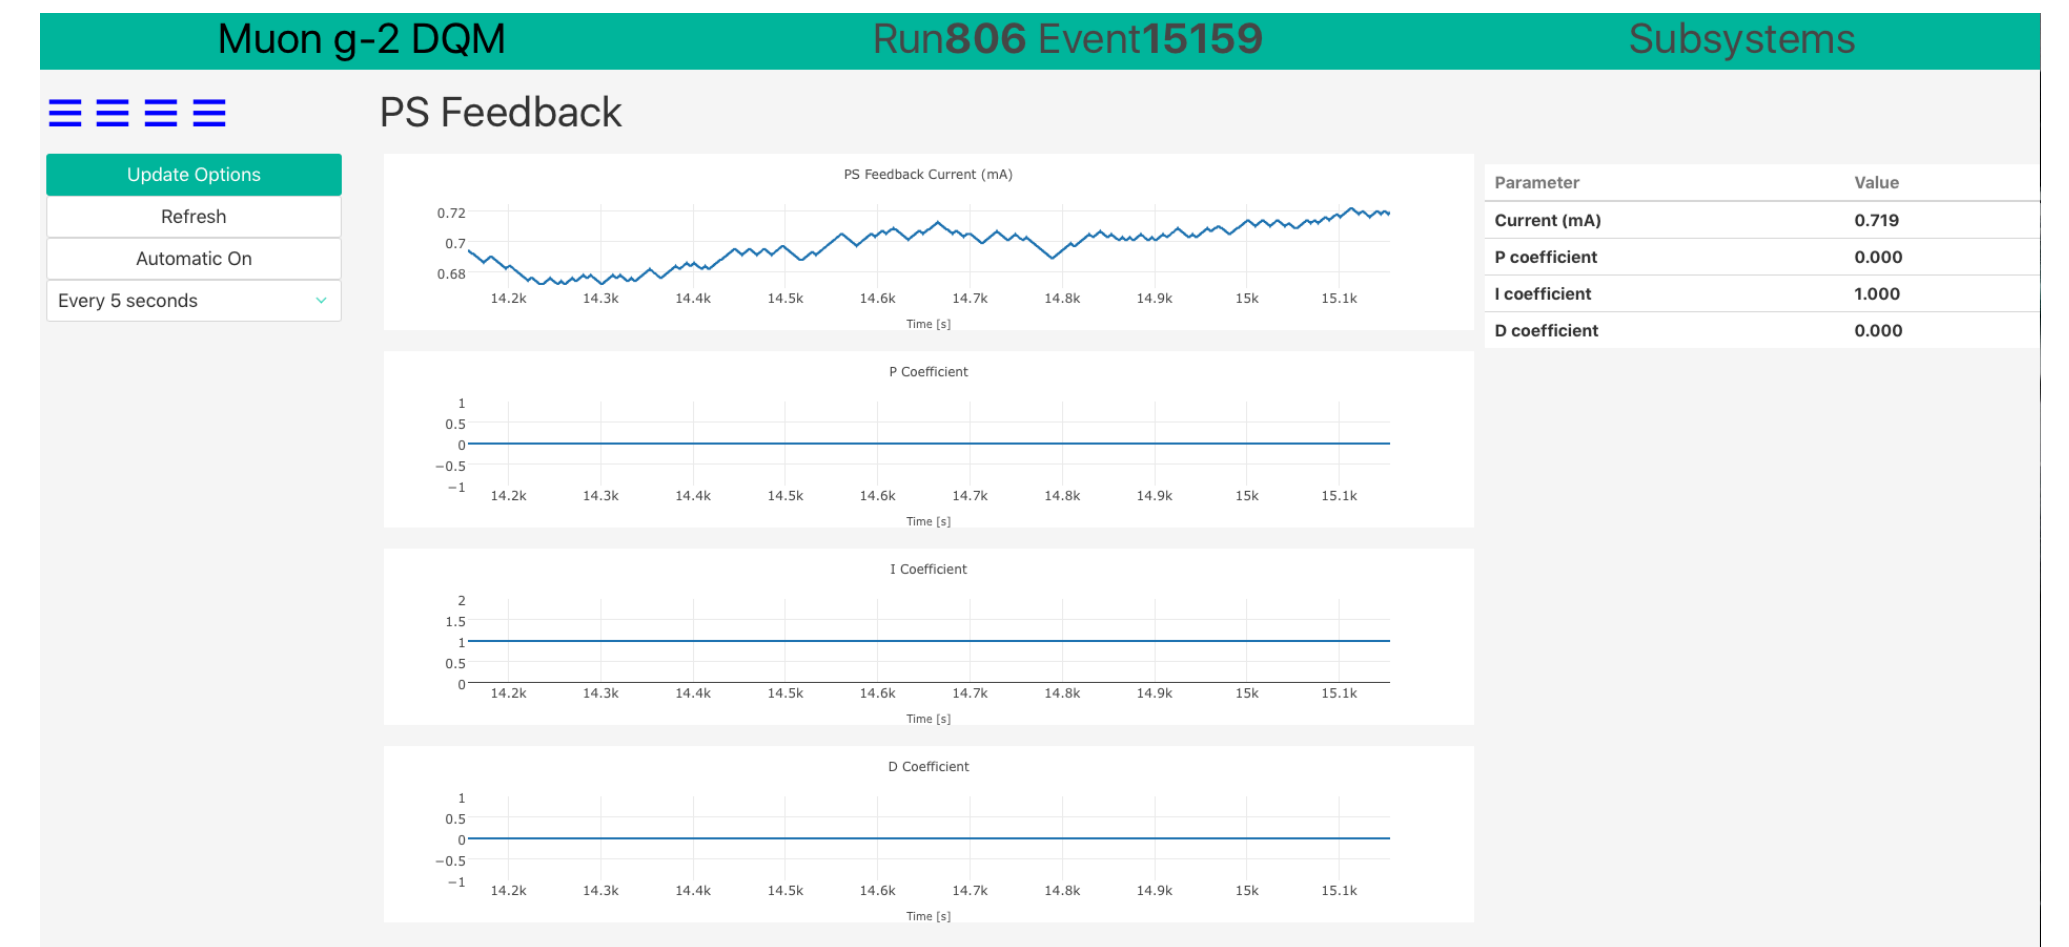 Muon g-2 DQM
Run806 Event15159
Subsystems
PS Feedback
Update Options
Refresh
Automatic On
Every 5 seconds
PS Feedback Current (mA)
0.72
0.7
0.68
14.2k 14.3k 14.4k 14.5k 14.6k 14.7k 14.8k 14.9k 15k 15.1k
Time [s]
P Coefficient
1
0.5
0
−0.5
−1
14.2k 14.3k 14.4k 14.5k 14.6k 14.7k 14.8k 14.9k 15k 15.1k
Time [s]
I Coefficient
2
1.5
1
0.5
0
14.2k 14.3k 14.4k 14.5k 14.6k 14.7k 14.8k 14.9k 15k 15.1k
Time [s]
D Coefficient
1
0.5
0
−0.5
−1
14.2k 14.3k 14.4k 14.5k 14.6k 14.7k 14.8k 14.9k 15k 15.1k
Time [s]
Parameter Value
Current (mA) 0.719
P coefficient 0.000
I coefficient 1.000
D coefficient 0.000